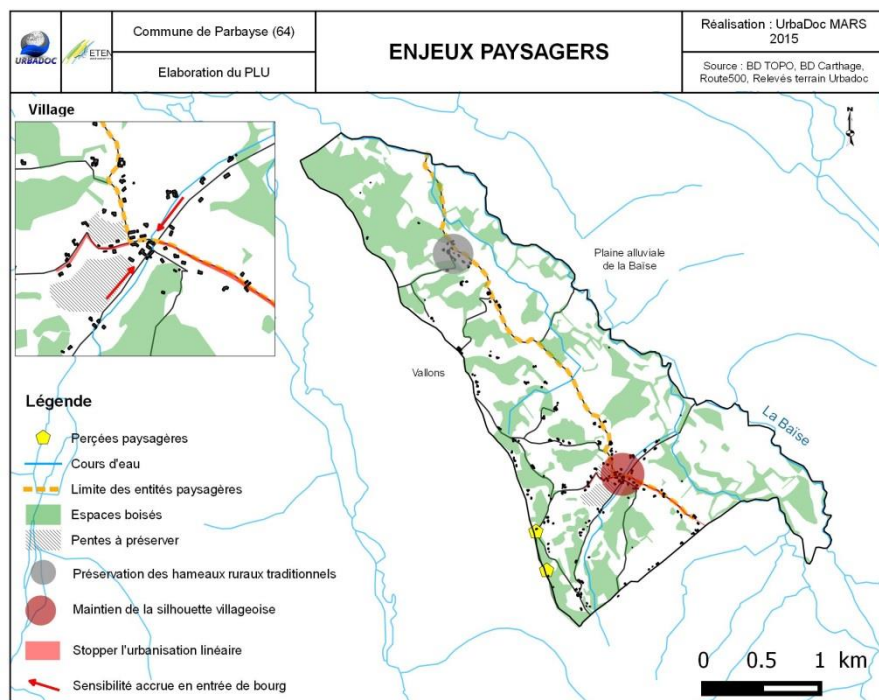 URBADOC
ETEN
Commune de Parbayse (64)
Elaboration du PLU
ENJEUX PAYSAGERS
Réalisation : UrbaDoc MARS
2015
Source : BD TOPO, BD Carthage,
Route500, Relevés terrain Urbadoc
Village
N
Plaine alluviale
de la Baïse
Vallons
La Baïse
Légende
Perçées paysagères
Cours d'eau
Limite des entités paysagères
Espaces boisés
Pentes à préserver
Préservation des hameaux ruraux traditionnels
Maintien de la silhouette villageoise
Stopper l'urbanisation linéaire
Sensibilité accrue en entrée de bourg
0 0.5 1 km